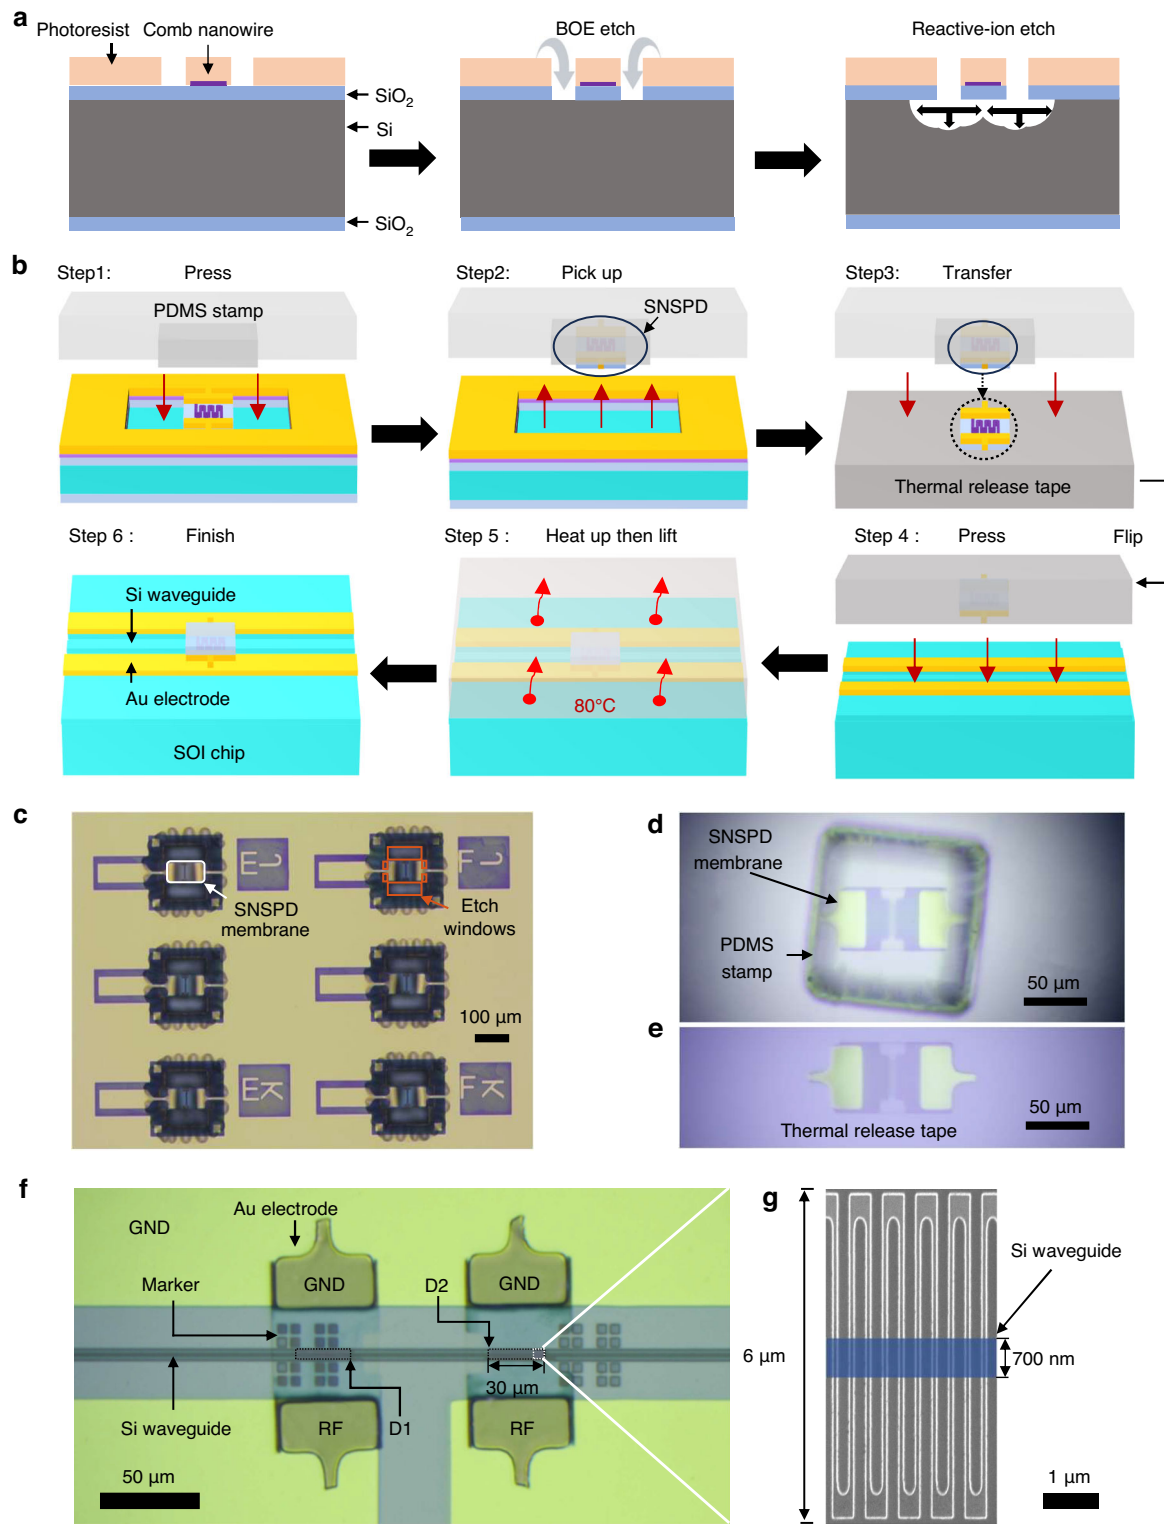 a
Photoresist
Comb nanowire
BOE etch
Reactive-ion etch
SiO2
Si
SiO2
b
Step1: Press
Step2: Pick up
Step3: Transfer
PDMS stamp
SNSPD
Thermal release tape
Step 6 : Finish
Step 5 : Heat up then lift
Step 4 : Press
Flip
Si waveguide
Au electrode
80°C
SOI chip
c
EJ
FJ
SNSPD
membrane
Etch
windows
100 µm
EK
FK
d
SNSPD
membrane
PDMS
stamp
50 µm
e
50 µm
Thermal release tape
f
Au electrode
GND
GND
GND
Marker
D2
30 µm
Si waveguide
RF
D1
RF
50 µm
g
Si waveguide
6 µm
700 nm
1 µm